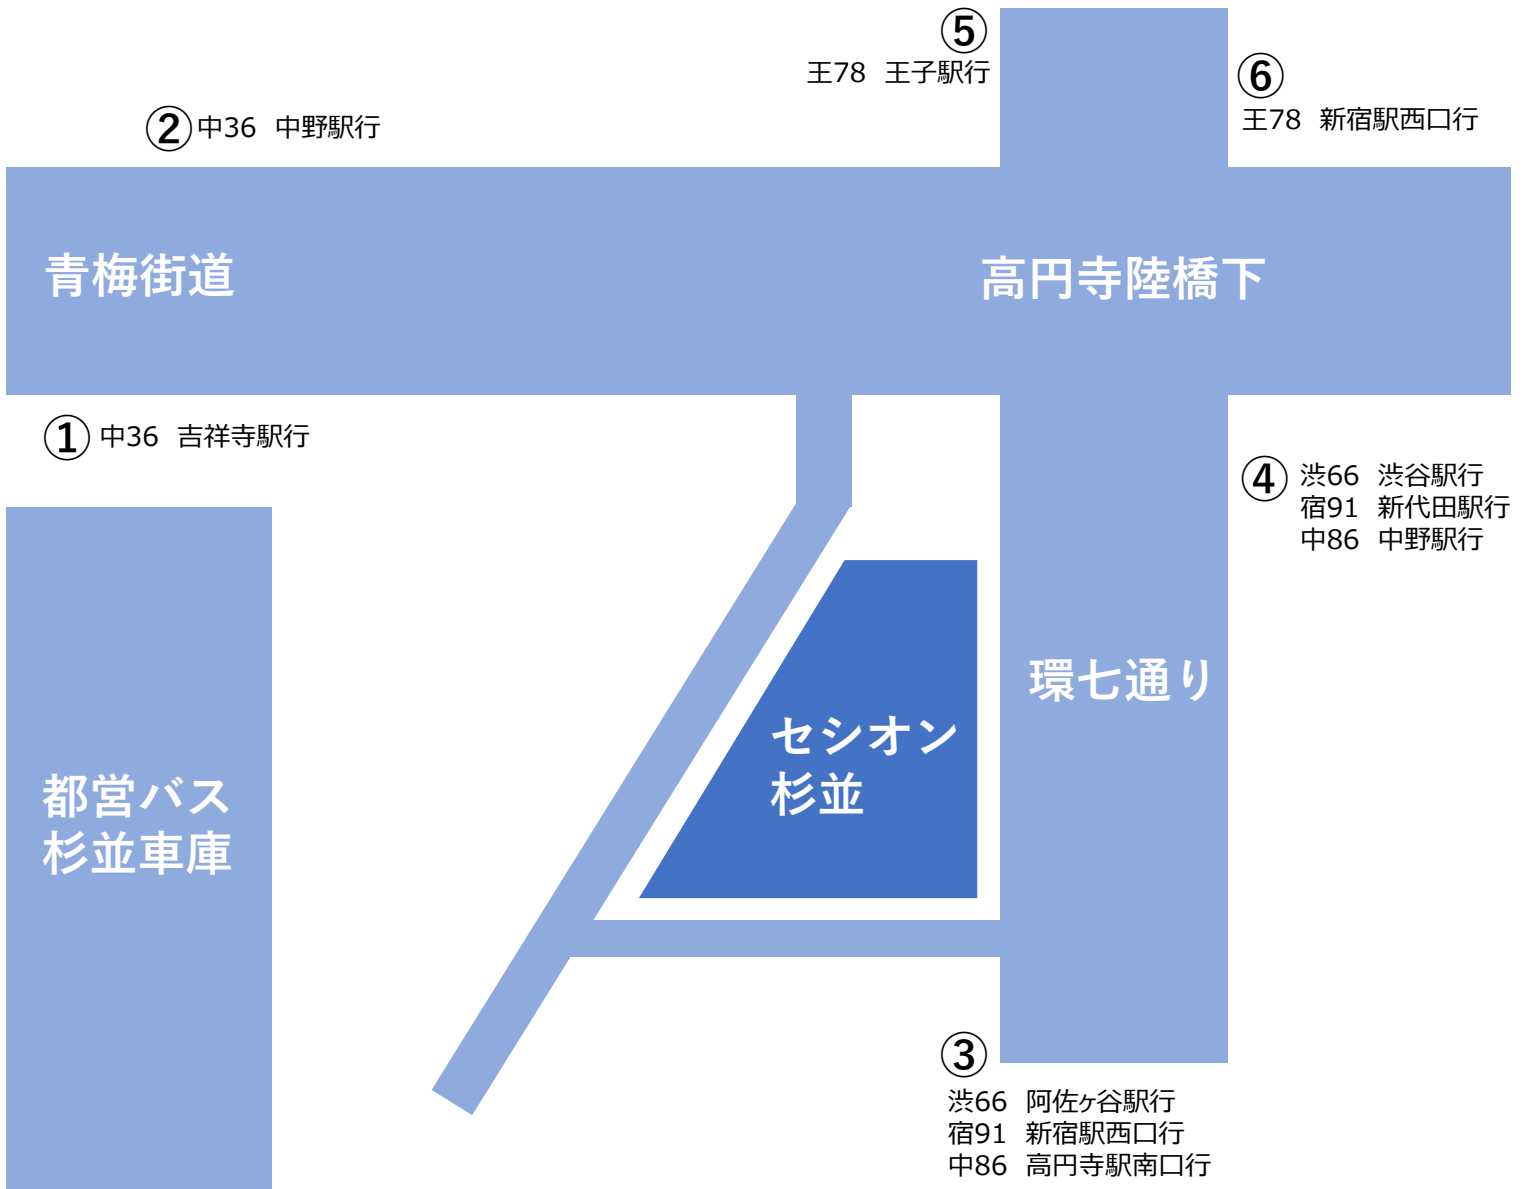 ⑤
王78 王子駅行
⑥
王78 新宿駅西口行
② 中36 中野駅行
青梅街道
高円寺陸橋下
① 中36 吉祥寺駅行
④ 渋66 渋谷駅行
宿91 新代田駅行
中86 中野駅行
環七通り
セシオン
杉並
都営バス
杉並車庫
③
渋66 阿佐ヶ谷駅行
宿91 新宿駅西口行
中86 高円寺駅南口行